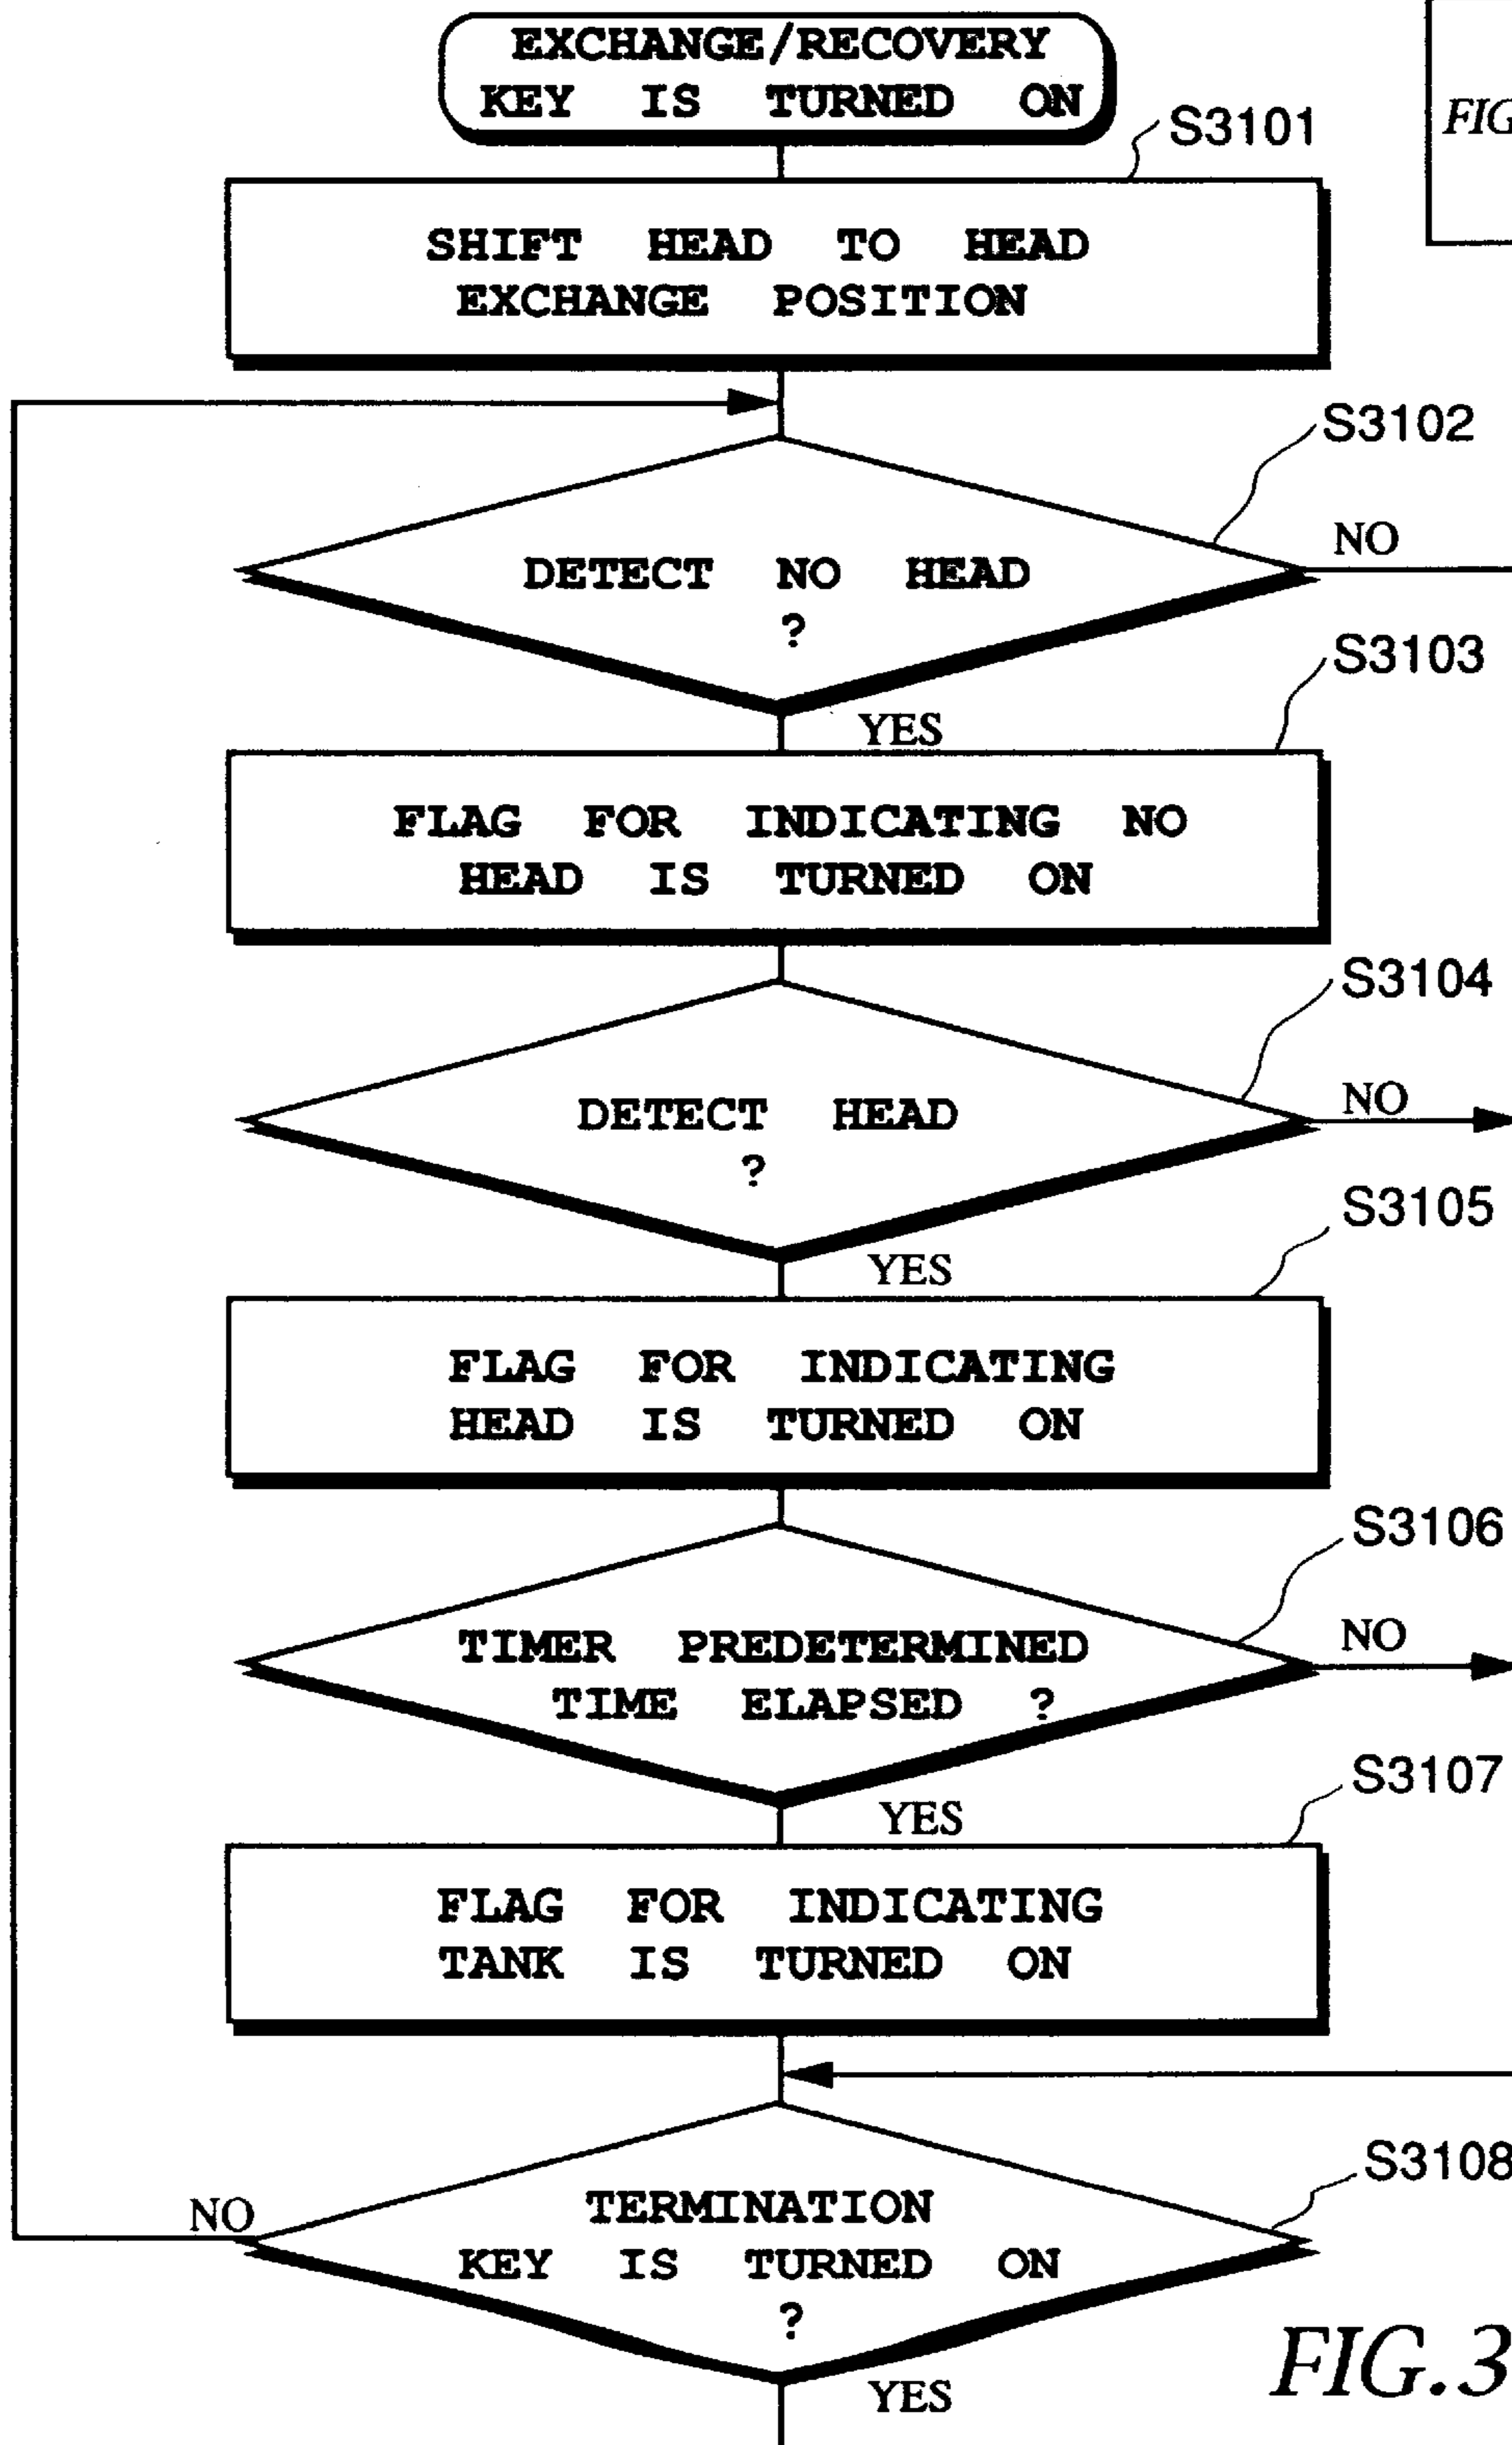 EXCHANGE/RECOVERY
KEY IS TURNED ON
S3101
FIG
SHIFT HEAD TO HEAD
EXCHANGE POSITION
S3102
DETECT NO HEAD
?
NO
YES
S3103
FLAG FOR INDICATING NO
HEAD IS TURNED ON
S3104
DETECT HEAD
?
NO
YES
S3105
FLAG FOR INDICATING
HEAD IS TURNED ON
S3106
TIMER PREDETERMINED
TIME ELAPSED ?
NO
YES
S3107
FLAG FOR INDICATING
TANK IS TURNED ON
S3108
NO
TERMINATION
KEY IS TURNED ON
?
YES
FIG.3